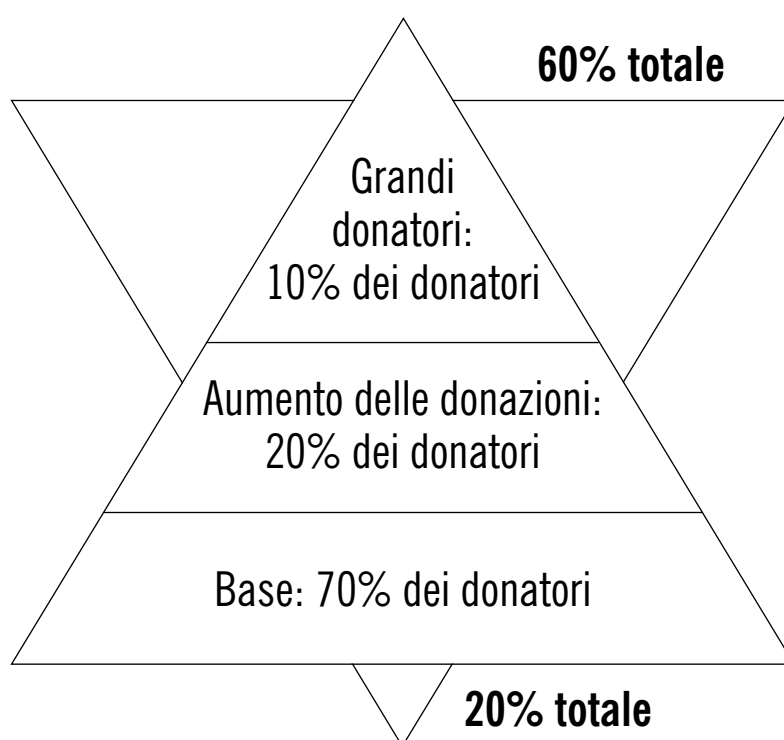 60% totale
Grandi
donatori:
10% dei donatori
Aumento delle donazioni:
20% dei donatori
Base: 70% dei donatori
20% totale